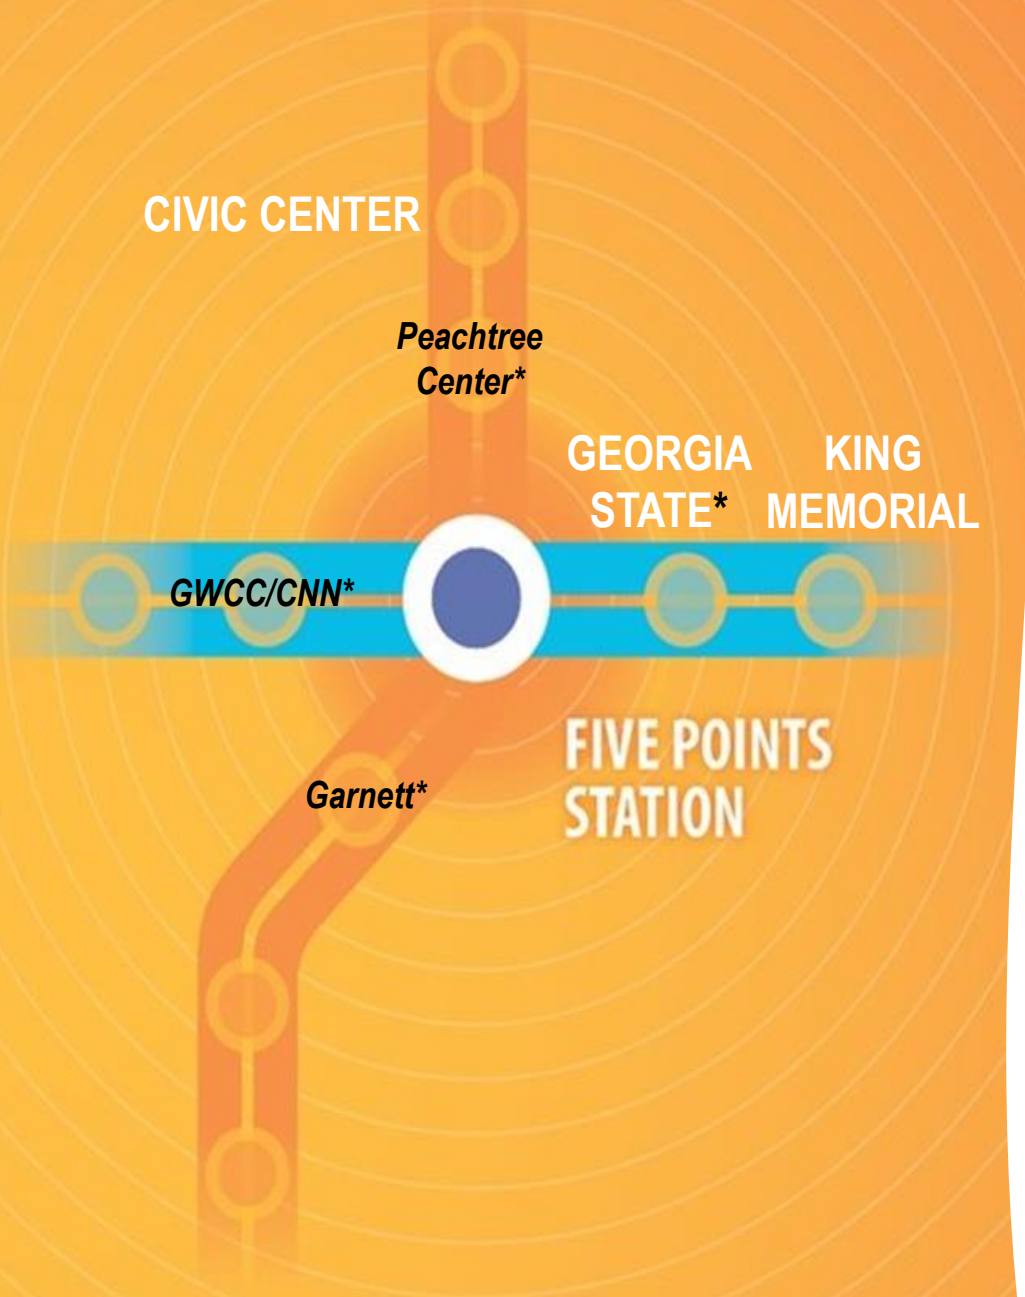 CIVIC CENTER
Peachtree
Center*
GEORGIA
STATE*
KING
MEMORIAL
GWCC/CNN*
FIVE POINTS
STATION
Garnett*